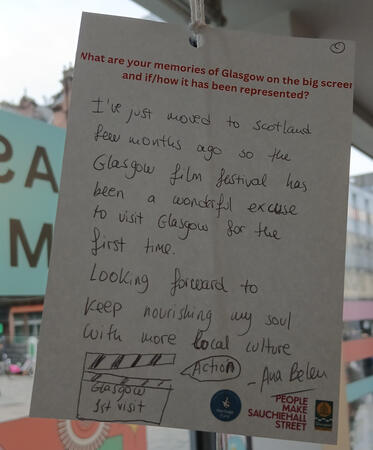 What are your memories of Glasgow on the big screen
and if/how it has been represented?
I've just moved to Scotland
few months ago so the
Glasgow film festival has
been a wonderful excuse
to visit Glasgow for the
first time.
Looking forward to
keep nourishing my soul
with more local culture
Action
- Ana Belen
Glasgow
1st visit
PEOPLE
MAKE
SAUCHIEHALL
STREET